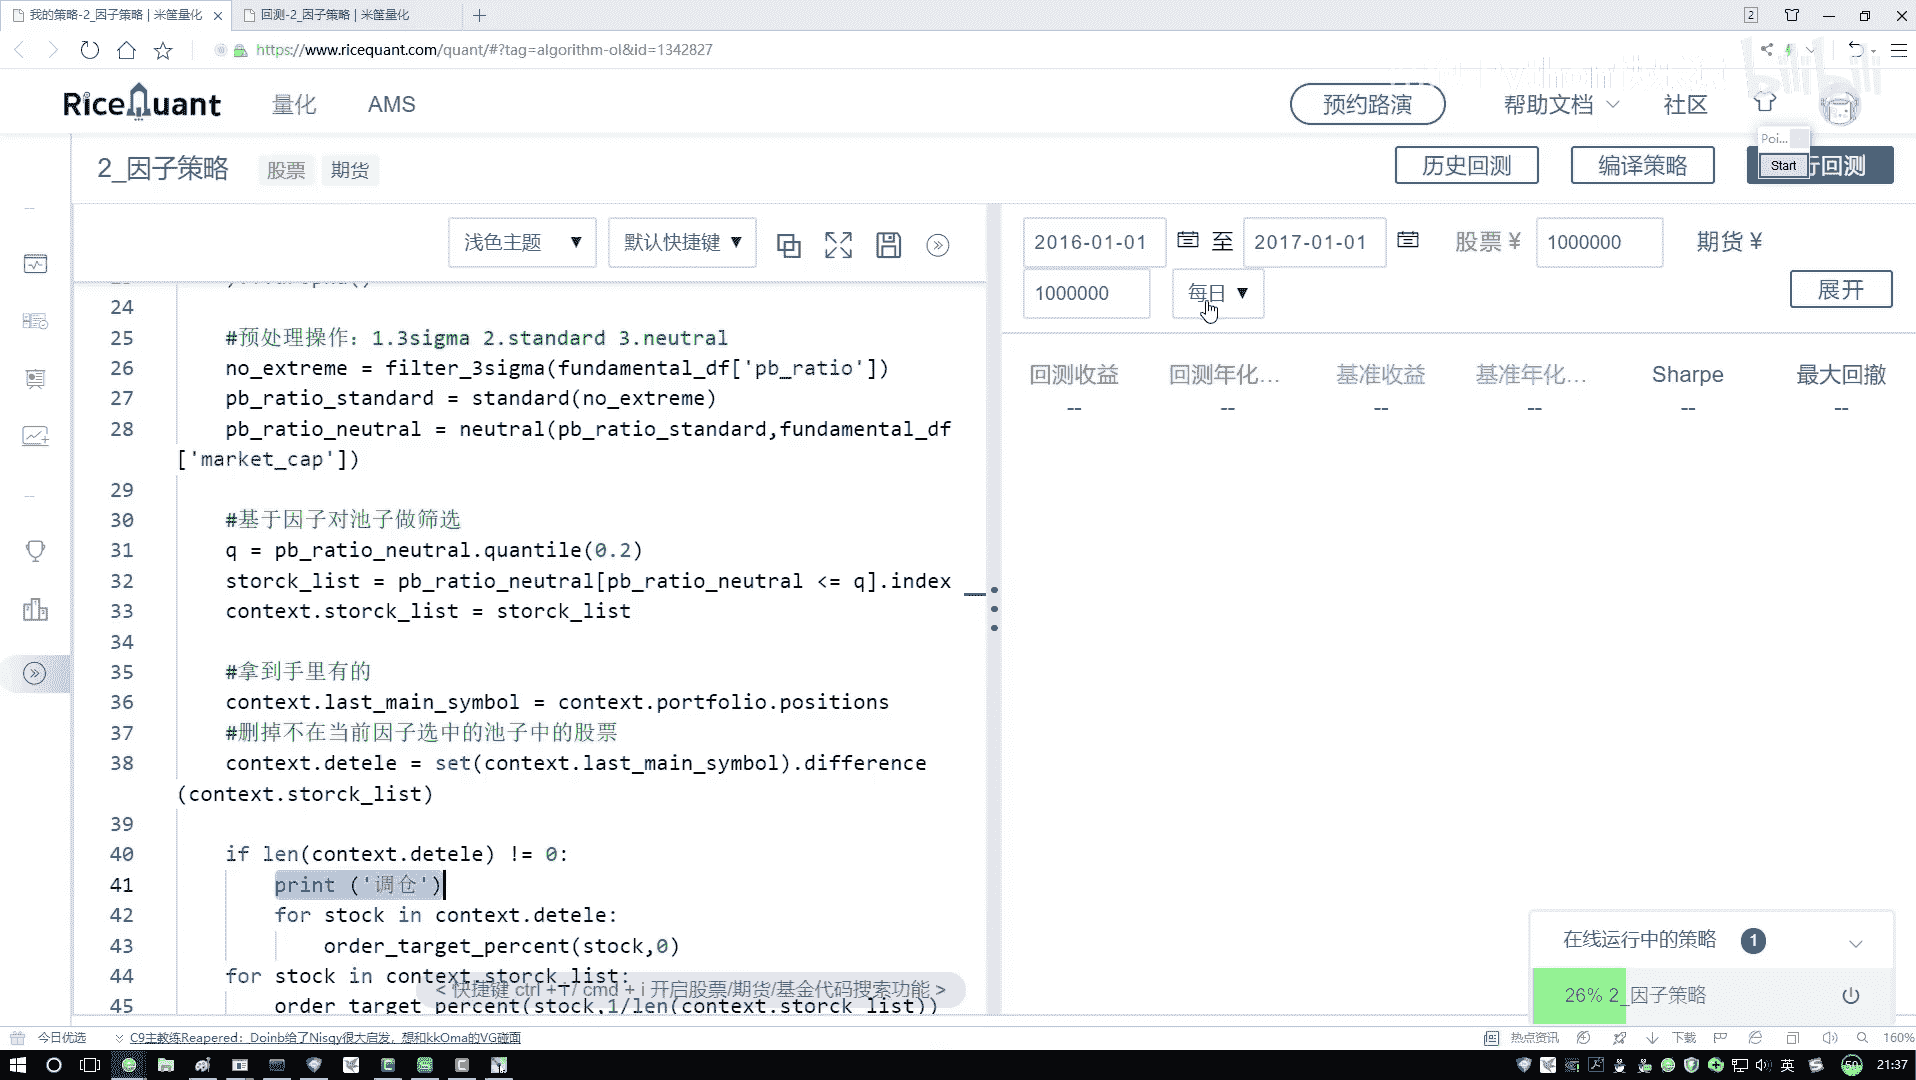 我的策略-2_因子策略 | 米筐量化
回测-2_因子策略 | 米筐量化
2
https://www.ricequant.com/quant/#?tag=algorithm-ol&id=1342827
RiceQuant
量化
AMS
预约路演
帮助文档
社区
Poi...
Start
2_因子策略
股票
期货
历史回测
编译策略
行回测
浅色主题 ▼
默认快捷键 ▼
2016-01-01
至
2017-01-01
股票 ¥
1000000
期货 ¥
1000000
每日 ▼
展开
回测收益
回测年化...
基准收益
基准年化...
Sharpe
最大回撤
--
--
--
--
--
--
24
25 #预处理操作：1.3sigma 2.standard 3.neutral
26 no_extreme = filter_3sigma(fundamental_df['pb_ratio'])
27 pb_ratio_standard = standard(no_extreme)
28 pb_ratio_neutral = neutral(pb_ratio_standard,fundamental_df
['market_cap'])
29
30 #基于因子对池子做筛选
31 q = pb_ratio_neutral.quantile(0.2)
32 storck_list = pb_ratio_neutral[pb_ratio_neutral <= q].index
33 context.storck_list = storck_list
34
35 #拿到手里有的
36 context.last_main_symbol = context.portfolio.positions
37 #删掉不在当前因子选中的池子中的股票
38 context.detele = set(context.last_main_symbol).difference
(context.storck_list)
39
40 if len(context.detele) != 0:
41 print ('调仓')
42 for stock in context.detele:
43 order_target_percent(stock,0)
44 for stock in context.storck_list:
< 快捷键 ctrl + i / cmd + i 开启股票/期货/基金代码搜索功能 >
45 order_target_percent(stock,1/len(context.storck_list))
在线运行中的策略 1
26% 2_因子策略
今日优选
C9主教练Reapered：Doinb给了Nisqy很大启发，想和kkOma的VG碰面
热点资讯
下载
160%
英
50
21:37